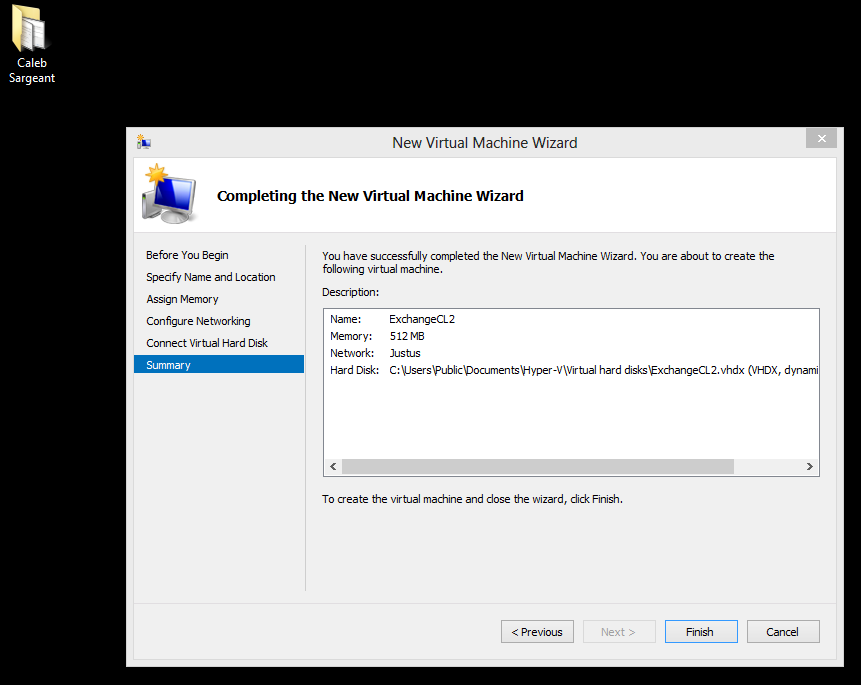 Caleb
Sargeant
New Virtual Machine Wizard
Completing the New Virtual Machine Wizard
Before You Begin
Specify Name and Location
Assign Memory
Configure Networking
Connect Virtual Hard Disk
Summary
You have successfully completed the New Virtual Machine Wizard. You are about to create the
following virtual machine.
Description:
Name: ExchangeCL2
Memory: 512 MB
Network: Justus
Hard Disk: C:\Users\Public\Documents\Hyper-V\Virtual hard disks\ExchangeCL2.vhdx (VHDX, dynami
To create the virtual machine and close the wizard, click Finish.
< Previous
Next >
Finish
Cancel